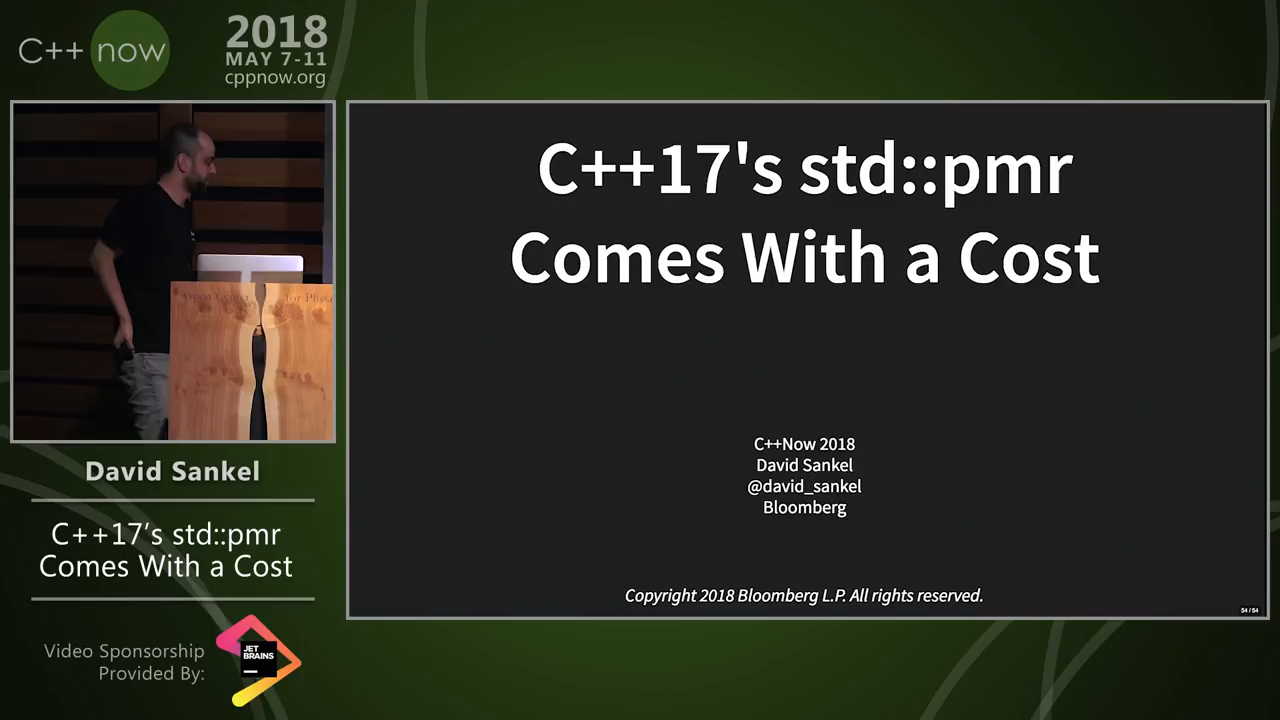 C++ now
2018
MAY 7-11
cppnow.org
C++17's std::pmr
Comes With a Cost
C++Now 2018
David Sankel
@david_sankel
Bloomberg
Copyright 2018 Bloomberg L.P. All rights reserved.
54 / 54
David Sankel
C++17’s std::pmr
Comes With a Cost
Video Sponsorship
Provided By:
JET
BRAINS